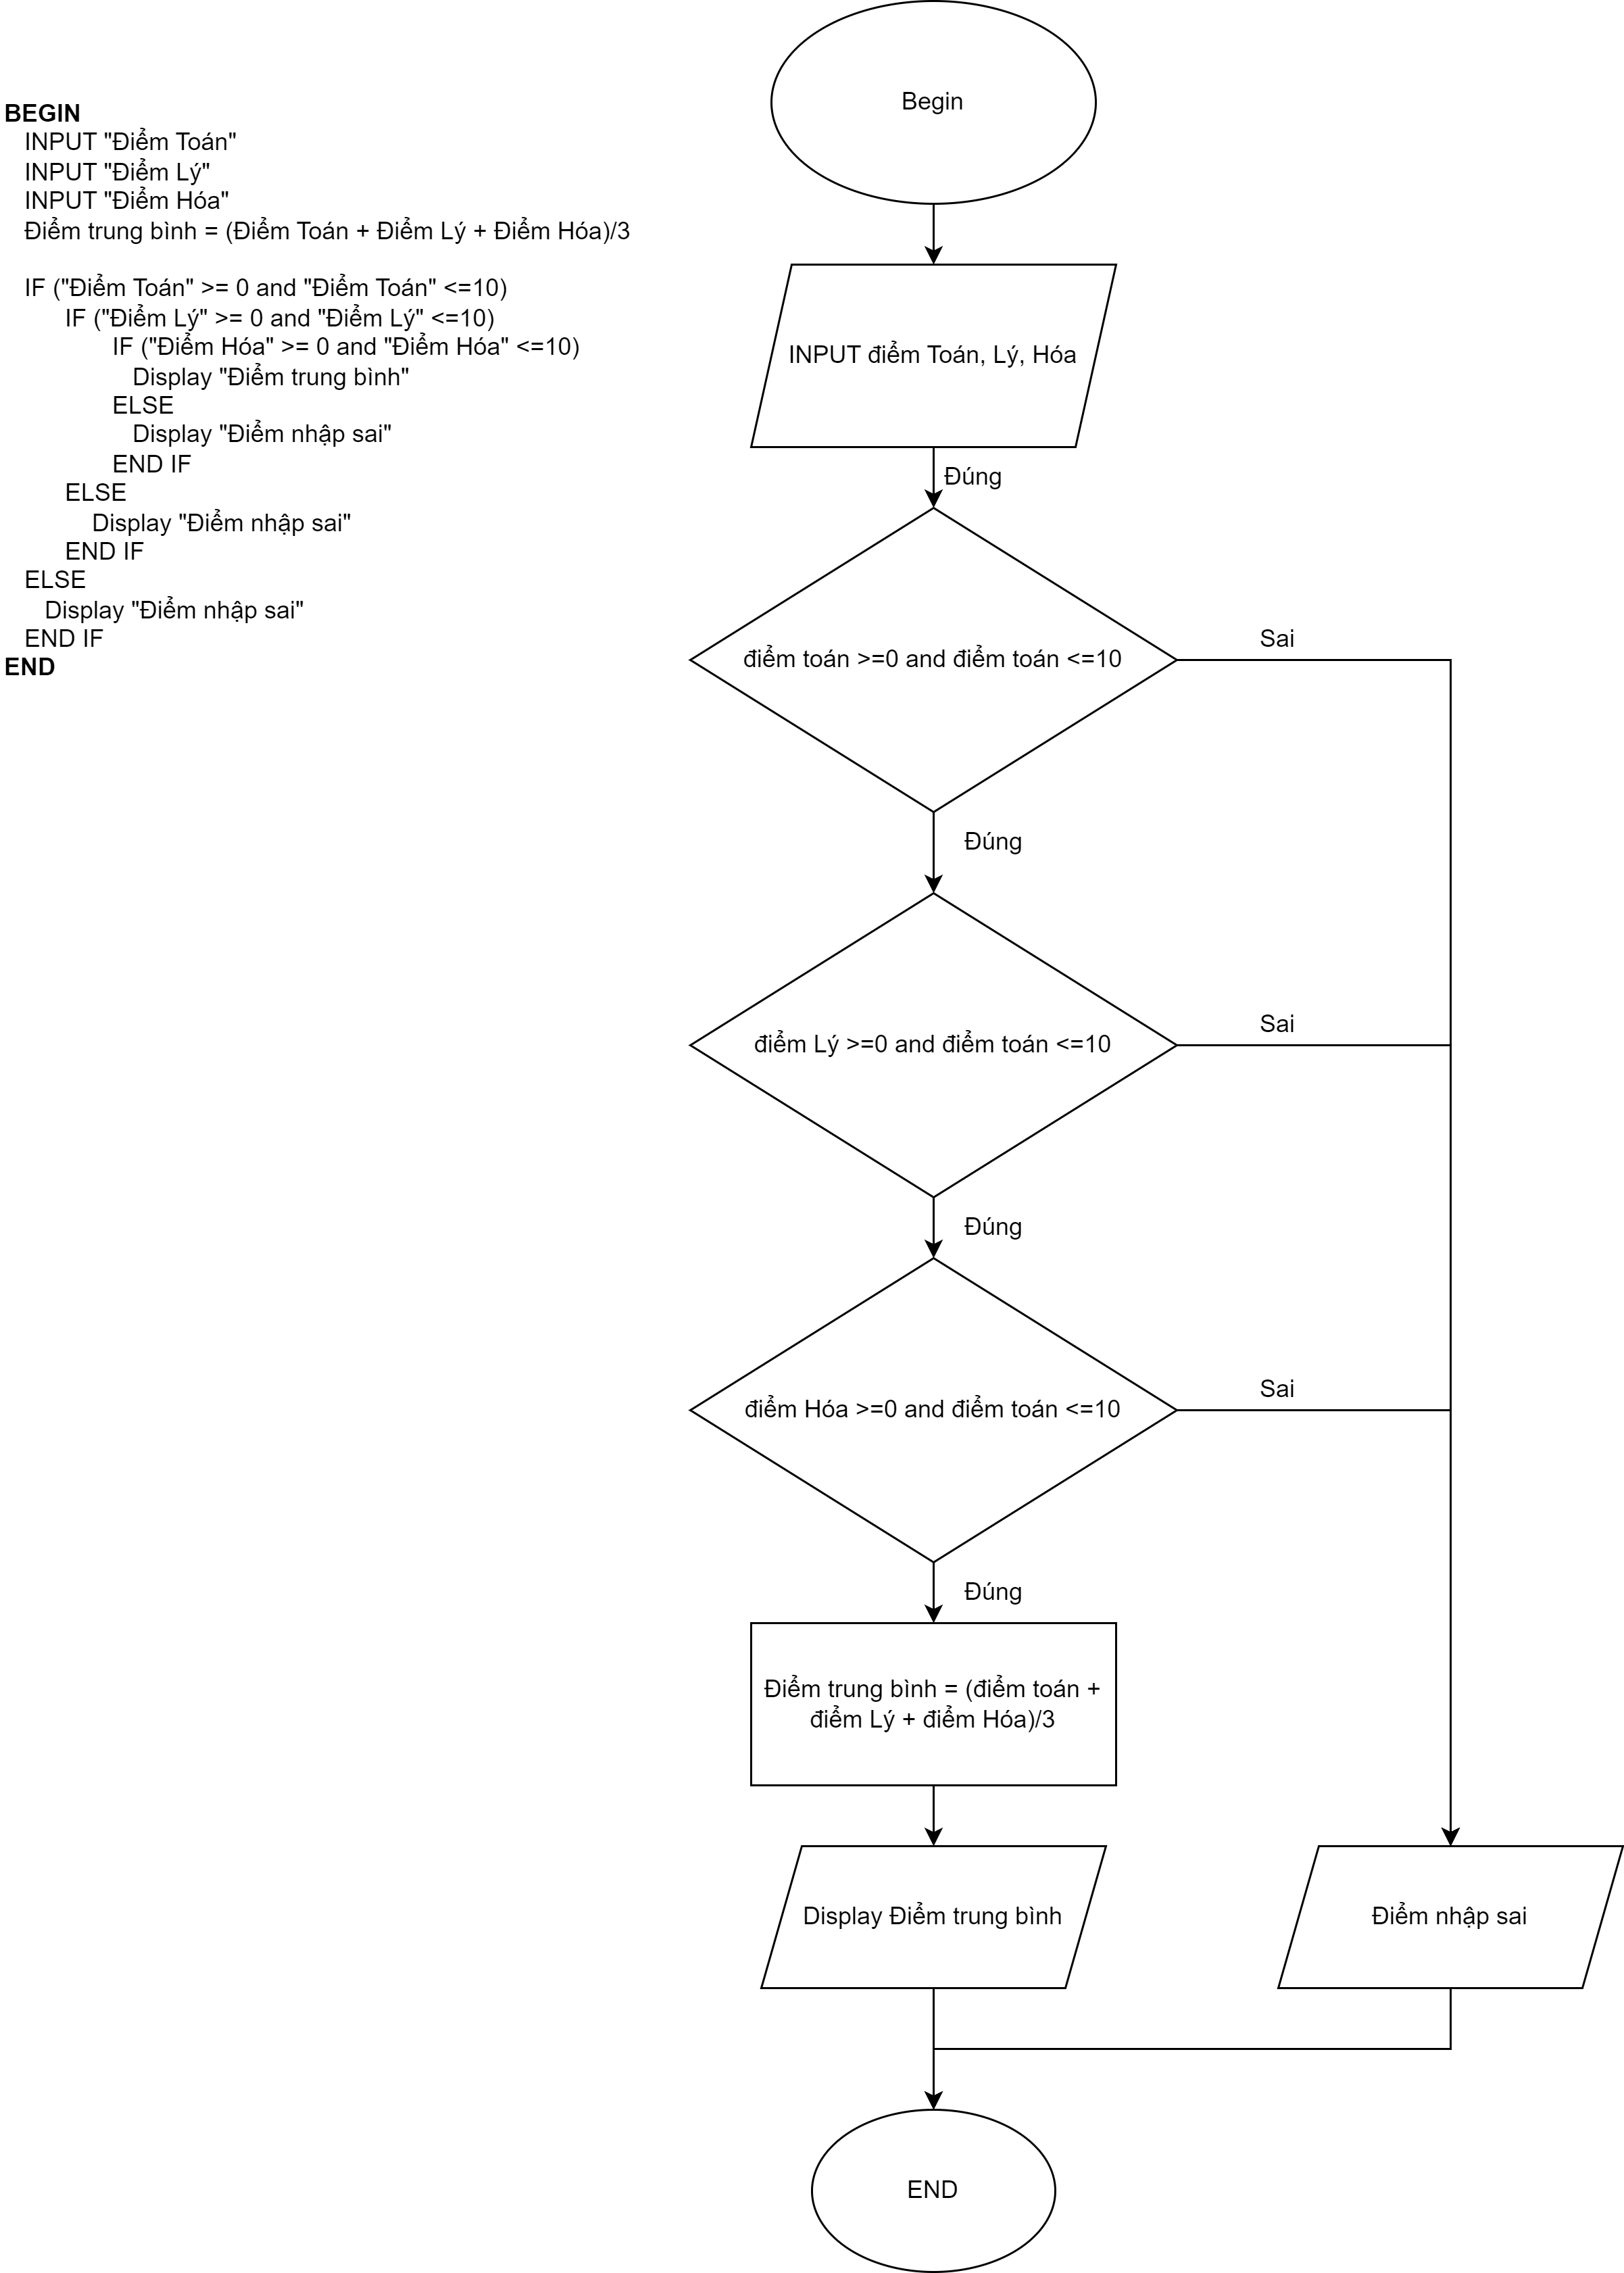 BEGIN
INPUT "Điểm Toán"
INPUT "Điểm Lý"
INPUT "Điểm Hóa"
Điểm trung bình = (Điểm Toán + Điểm Lý + Điểm Hóa)/3
IF ("Điểm Toán" >= 0 and "Điểm Toán" <=10)
IF ("Điểm Lý" >= 0 and "Điểm Lý" <=10)
IF ("Điểm Hóa" >= 0 and "Điểm Hóa" <=10)
Display "Điểm trung bình"
ELSE
Display "Điểm nhập sai"
END IF
ELSE
Display "Điểm nhập sai"
END IF
ELSE
Display "Điểm nhập sai"
END IF
END
Begin
INPUT điểm Toán, Lý, Hóa
Đúng
điểm toán >=0 and điểm toán <=10
Sai
Đúng
điểm Lý >=0 and điểm toán <=10
Sai
Đúng
điểm Hóa >=0 and điểm toán <=10
Sai
Đúng
Điểm trung bình = (điểm toán +
điểm Lý + điểm Hóa)/3
Display Điểm trung bình
Điểm nhập sai
END